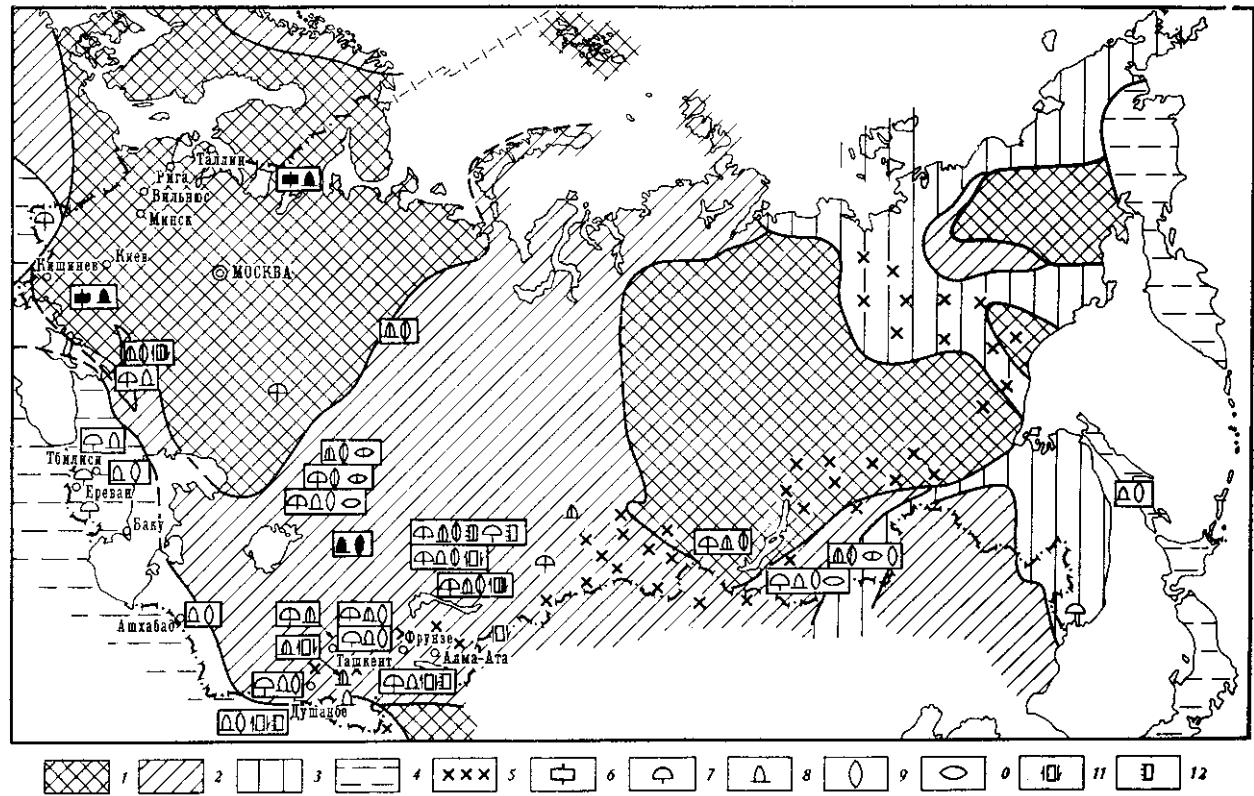 Таллин
Рига
Вильнюс
Минск
Киев
Кишинев
МОСКВА
Тбилиси
Ереван
Баку
Ашхабад
Фрунзе
Ташкент
Алма-Ата
Душанбе
1 2 3 4 5 6 7 8 9 0 11 12